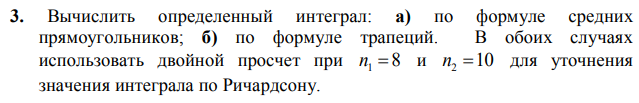 3. Вычислить определенный интеграл: а) по формуле средних
прямоугольников; б) по формуле трапеций. В обоих случаях
использовать двойной просчет при n₁ = 8 и n₂ = 10 для уточнения
значения интеграла по Ричардсону.